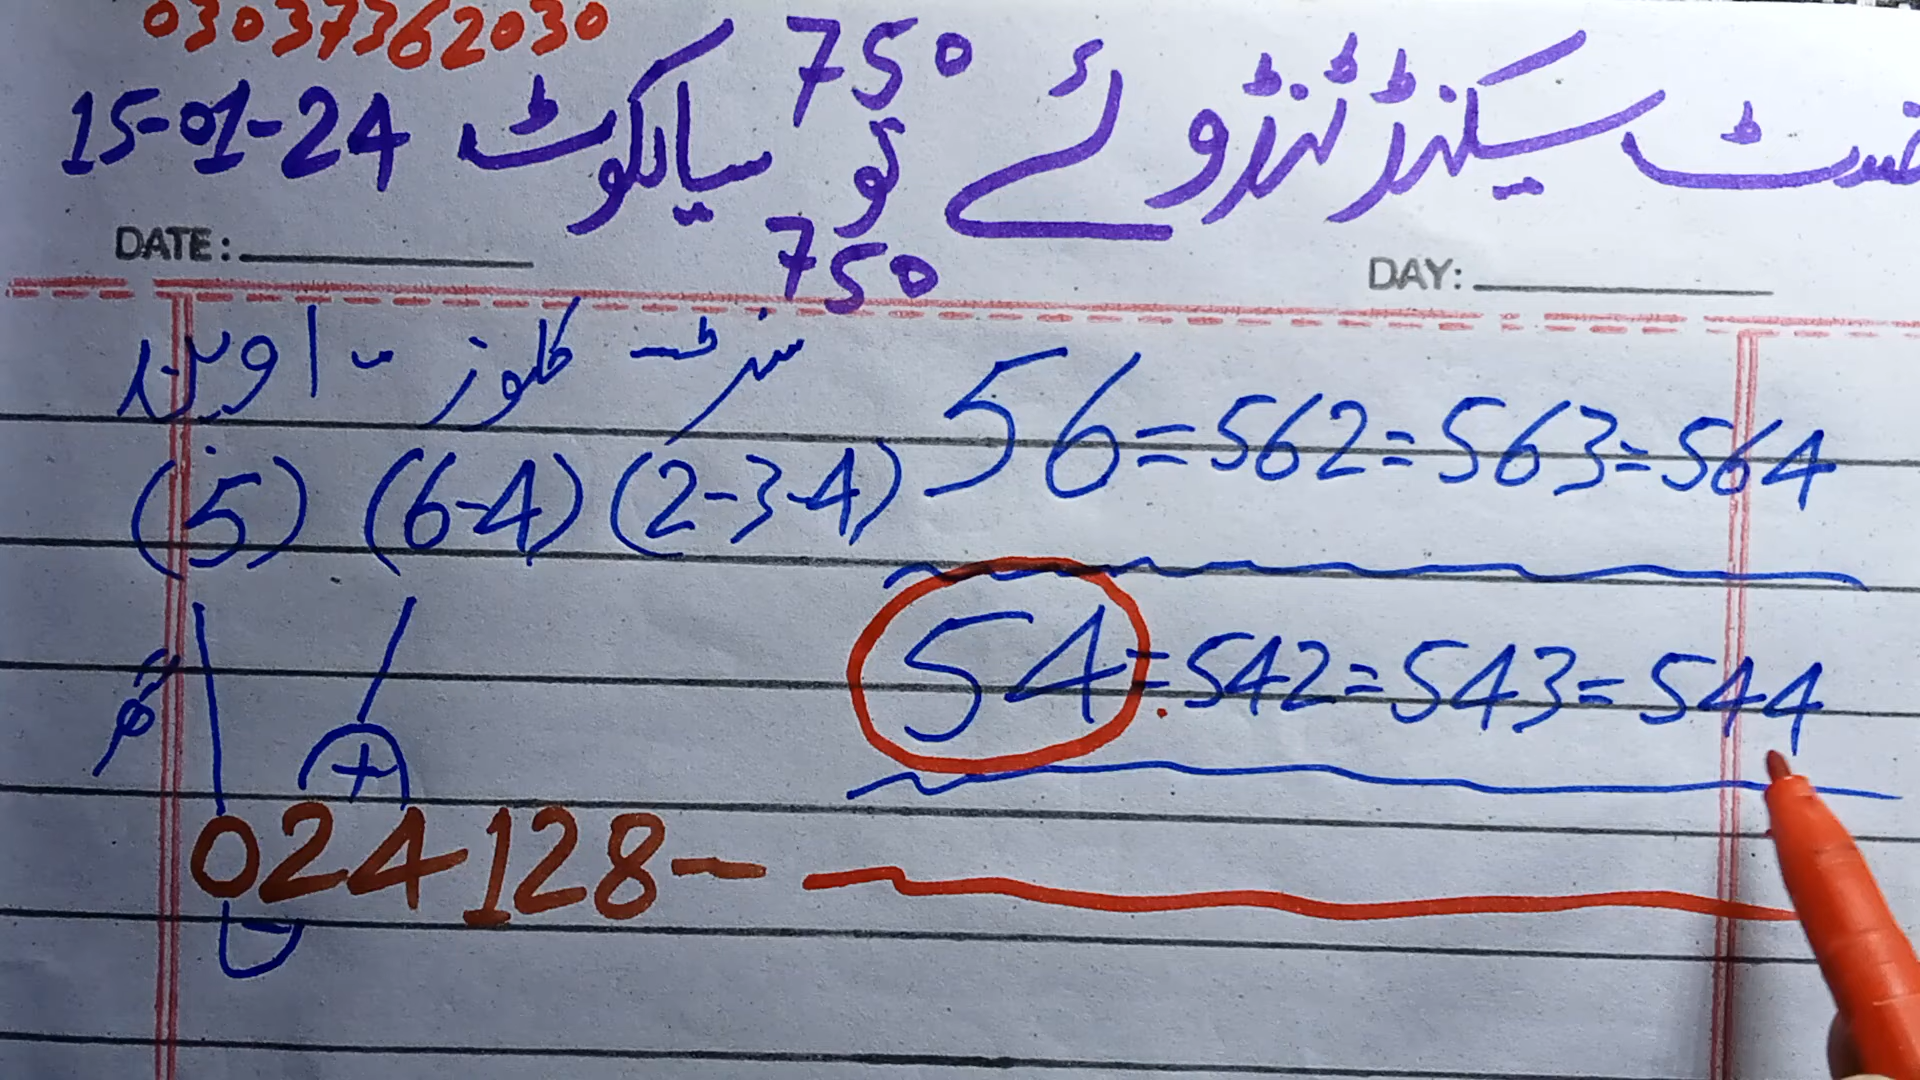 03037362030
سیکنڈ ٹنڈولے 750 تو سیالکوٹ 15-01-24
750
DATE: DAY:
اوپن - کلوز سنٹر
(5) (6-4) (2-3-4) 56=562=563=564
54=542=543=544
+
024128-